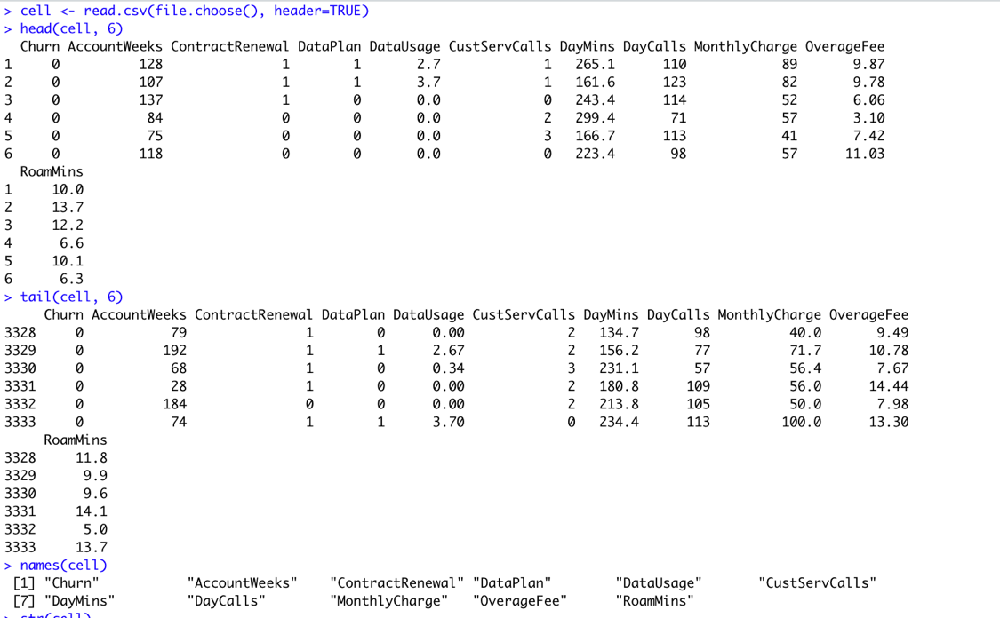 > cell <- read.csv(file.choose(), header=TRUE)
> head(cell, 6)
  Churn AccountWeeks ContractRenewal DataPlan DataUsage CustServCalls DayMins DayCalls MonthlyCharge OverageFee
1     0          128               1        1       2.7             1   265.1      110            89       9.87
2     0          107               1        1       3.7             1   161.6      123            82       9.78
3     0          137               1        0       0.0             0   243.4      114            52       6.06
4     0           84               0        0       0.0             2   299.4       71            57       3.10
5     0           75               0        0       0.0             3   166.7      113            41       7.42
6     0          118               0        0       0.0             0   223.4       98            57      11.03
  RoamMins
1     10.0
2     13.7
3     12.2
4      6.6
5     10.1
6      6.3
> tail(cell, 6)
     Churn AccountWeeks ContractRenewal DataPlan DataUsage CustServCalls DayMins DayCalls MonthlyCharge OverageFee
3328     0           79               1        0      0.00             2   134.7       98          40.0       9.49
3329     0          192               1        1      2.67             2   156.2       77          71.7      10.78
3330     0           68               1        0      0.34             3   231.1       57          56.4       7.67
3331     0           28               1        0      0.00             2   180.8      109          56.0      14.44
3332     0          184               0        0      0.00             2   213.8      105          50.0       7.98
3333     0           74               1        1      3.70             0   234.4      113         100.0      13.30
     RoamMins
3328     11.8
3329      9.9
3330      9.6
3331     14.1
3332      5.0
3333     13.7
> names(cell)
 [1] "Churn"           "AccountWeeks"    "ContractRenewal" "DataPlan"        "DataUsage"       "CustServCalls"
 [7] "DayMins"         "DayCalls"        "MonthlyCharge"   "OverageFee"      "RoamMins"
> str(cell)